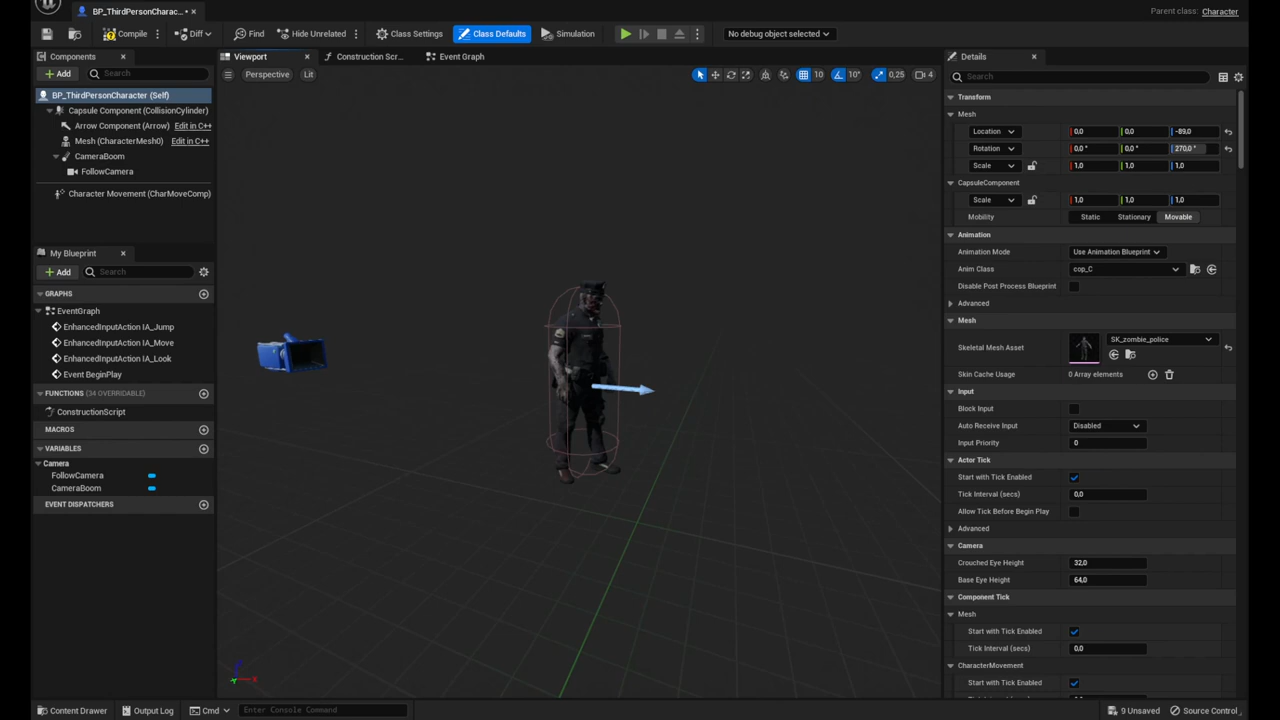 BP_ThirdPersonCharac... •
Parent class: Character
Compile
Diff
Find
Hide Unrelated
Class Settings
Class Defaults
Simulation
No debug object selected
Components
Add
Search
BP_ThirdPersonCharacter (Self)
Capsule Component (CollisionCylinder)
Arrow Component (Arrow) Edit in C++
Mesh (CharacterMesh0) Edit in C++
CameraBoom
FollowCamera
Character Movement (CharMoveComp)
My Blueprint
Add
Search
GRAPHS
EventGraph
EnhancedInputAction IA_Jump
EnhancedInputAction IA_Move
EnhancedInputAction IA_Look
Event BeginPlay
FUNCTIONS (34 OVERRIDABLE)
ConstructionScript
MACROS
VARIABLES
Camera
FollowCamera
CameraBoom
EVENT DISPATCHERS
Viewport
Construction Scr...
Event Graph
Perspective
Lit
10
10°
0,25
4
Details
Search
Transform
Mesh
Location 0,0 0,0 -89,0
Rotation 0,0 ° 0,0 ° 270,0 °
Scale 1,0 1,0 1,0
CapsuleComponent
Scale 1,0 1,0 1,0
Mobility Static Stationary Movable
Animation
Animation Mode Use Animation Blueprint
Anim Class cop_C
Disable Post Process Blueprint
Advanced
Mesh
Skeletal Mesh Asset SK_zombie_police
Skin Cache Usage 0 Array elements
Input
Block Input
Auto Receive Input Disabled
Input Priority 0
Actor Tick
Start with Tick Enabled
Tick Interval (secs) 0,0
Allow Tick Before Begin Play
Advanced
Camera
Crouched Eye Height 32,0
Base Eye Height 64,0
Component Tick
Mesh
Start with Tick Enabled
Tick Interval (secs) 0,0
CharacterMovement
Start with Tick Enabled
Content Drawer
Output Log
Cmd
Enter Console Command
9 Unsaved
Source Control